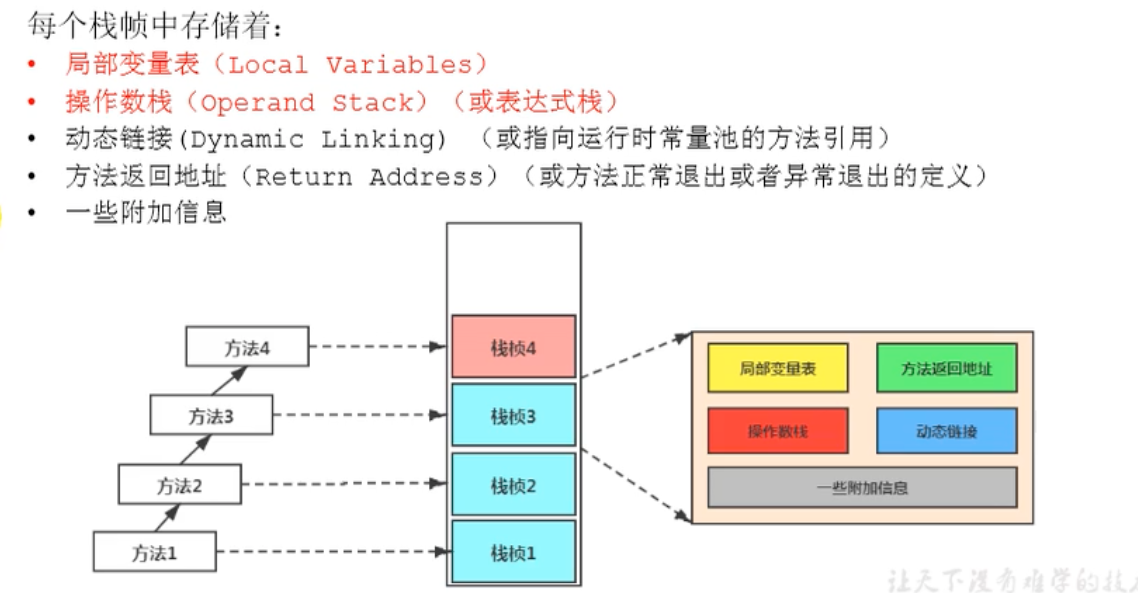 每个栈帧中存储着：
• 局部变量表（Local Variables）
• 操作数栈（Operand Stack）（或表达式栈）
• 动态链接(Dynamic Linking) （或指向运行时常量池的方法引用）
• 方法返回地址（Return Address）（或方法正常退出或者异常退出的定义）
• 一些附加信息
方法4
栈桢4
方法3
栈桢3
方法2
栈桢2
方法1
栈桢1
局部变量表
方法返回地址
操作数栈
动态链接
一些附加信息
让天下没有难学的技